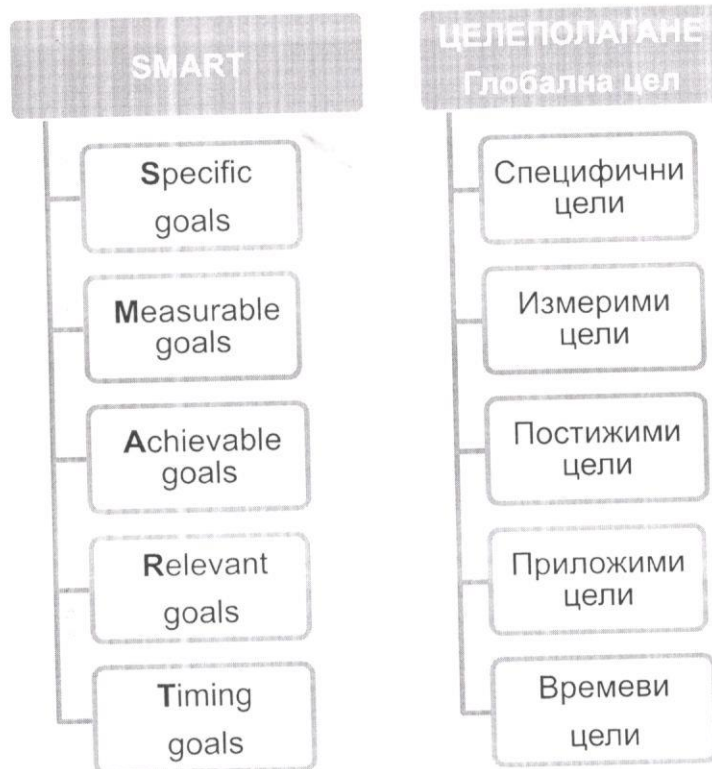 SMART
Specific
goals
Measurable
goals
Achievable
goals
Relevant
goals
Timing
goals
ЦЕЛЕПОЛАГАНЕ
Глобална цел
Специфични
цели
Измерими
цели
Постижими
цели
Приложими
цели
Времеви
цели